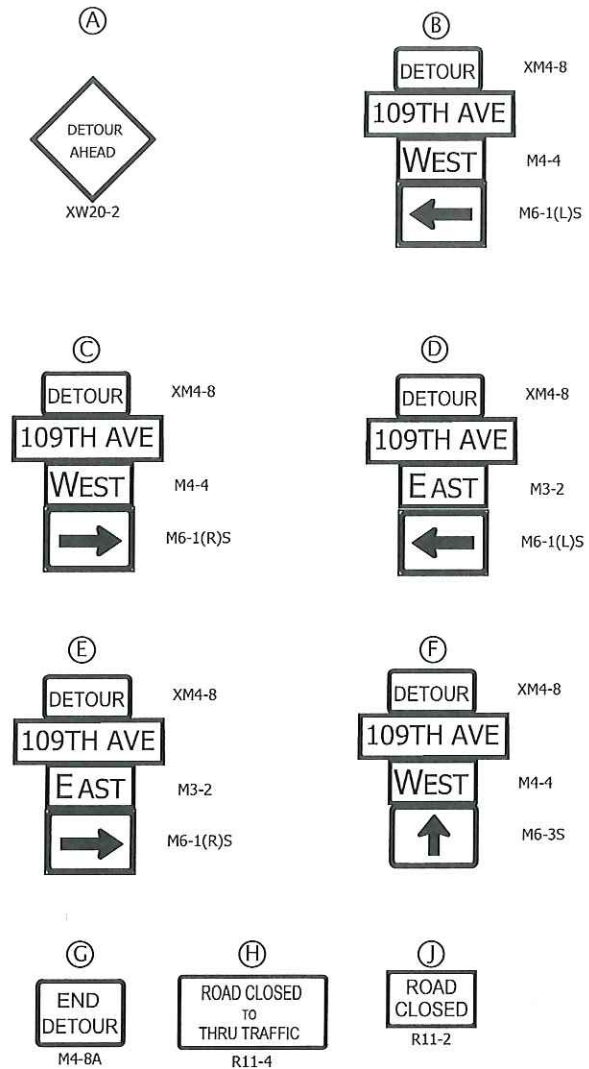 A
DETOUR
AHEAD
XW20-2
B
DETOUR XM4-8
109TH AVE
WEST M4-4
M6-1(L)S
C
DETOUR XM4-8
109TH AVE
WEST M4-4
M6-1(R)S
D
DETOUR XM4-8
109TH AVE
EAST M3-2
M6-1(L)S
E
DETOUR XM4-8
109TH AVE
EAST M3-2
M6-1(R)S
F
DETOUR XM4-8
109TH AVE
WEST M4-4
M6-3S
G
END
DETOUR
M4-8A
H
ROAD CLOSED
TO
THRU TRAFFIC
R11-4
J
ROAD
CLOSED
R11-2